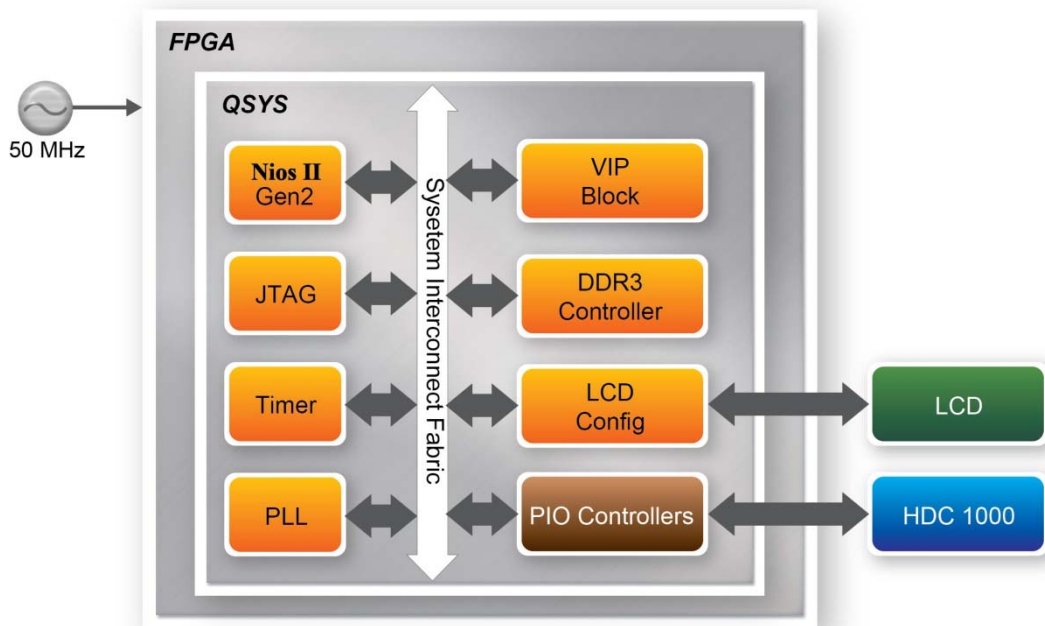 FPGA
QSYS
50 MHz
Nios II
Gen2
JTAG
Timer
PLL
Sysetem Interconnect Fabric
VIP
Block
DDR3
Controller
LCD
Config
PIO Controllers
LCD
HDC 1000